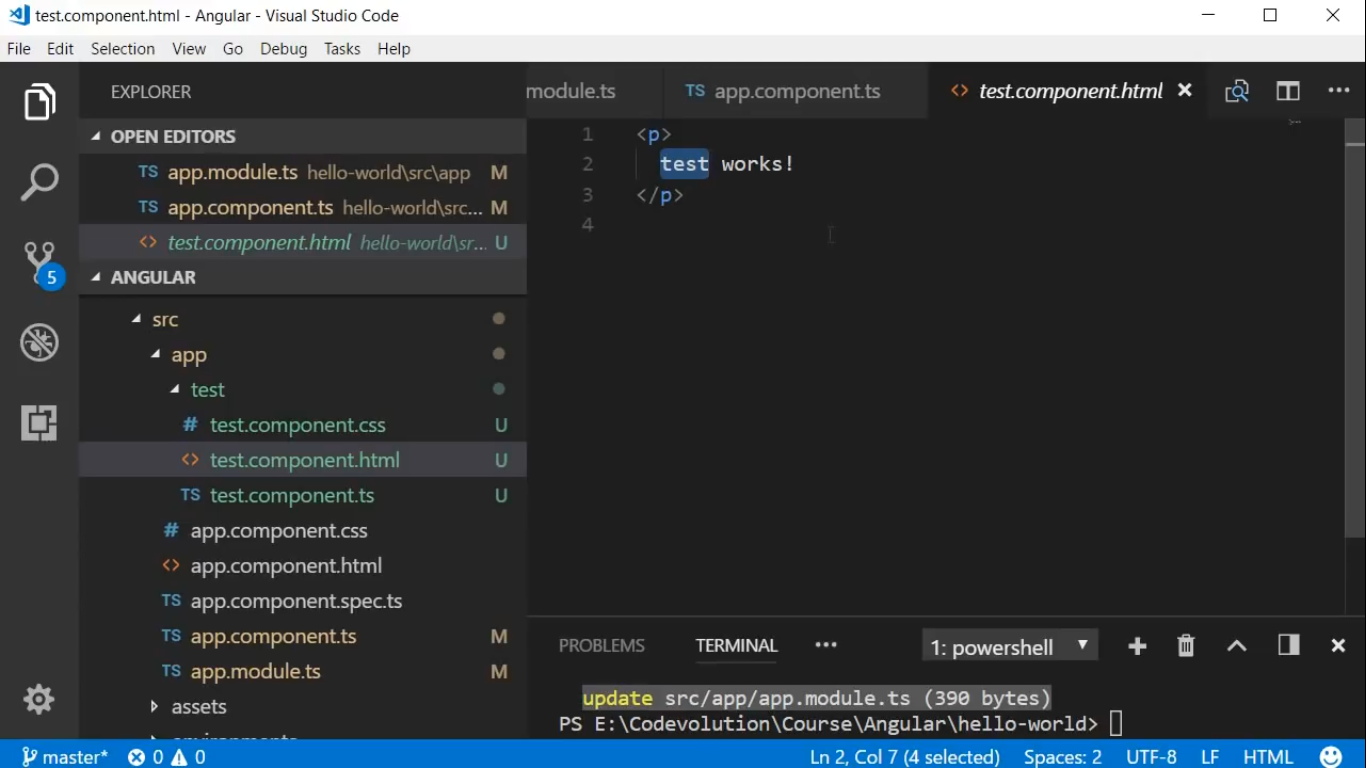 test.component.html - Angular - Visual Studio Code
File Edit Selection View Go Debug Tasks Help
EXPLORER
module.ts
TS app.component.ts
<> test.component.html
OPEN EDITORS
TS app.module.ts hello-world\src\app M
TS app.component.ts hello-world\src... M
<> test.component.html hello-world\sr... U
ANGULAR
src
app
test
# test.component.css U
<> test.component.html U
TS test.component.ts U
# app.component.css
<> app.component.html
TS app.component.spec.ts
TS app.component.ts M
TS app.module.ts M
assets
environments
5
1 <p>
2 test works!
3 </p>
4
PROBLEMS TERMINAL ... 1: powershell
update src/app/app.module.ts (390 bytes)
PS E:\Codevolution\Course\Angular\hello-world>
master* 0 0 Ln 2, Col 7 (4 selected) Spaces: 2 UTF-8 LF HTML